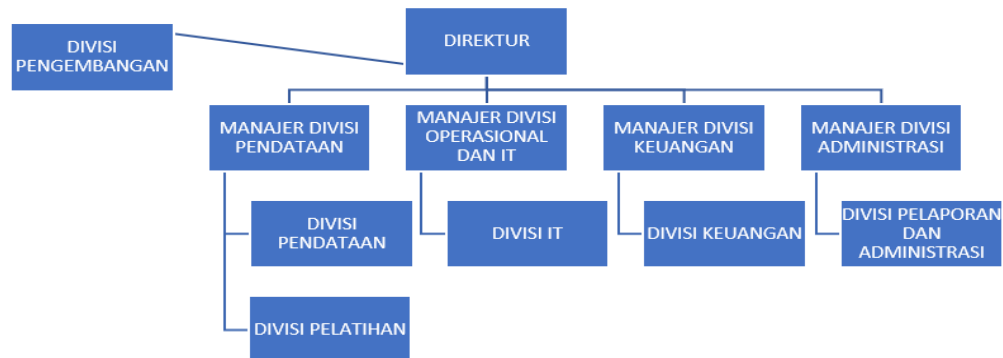 DIVISI
PENGEMBANGAN
DIREKTUR
MANAJER DIVISI
PENDATAAN
MANAJER DIVISI
OPERASIONAL
DAN IT
MANAJER DIVISI
KEUANGAN
MANAJER DIVISI
ADMINISTRASI
DIVISI
PENDATAAN
DIVISI IT
DIVISI KEUANGAN
DIVISI PELAPORAN
DAN
ADMINISTRASI
DIVISI PELATIHAN